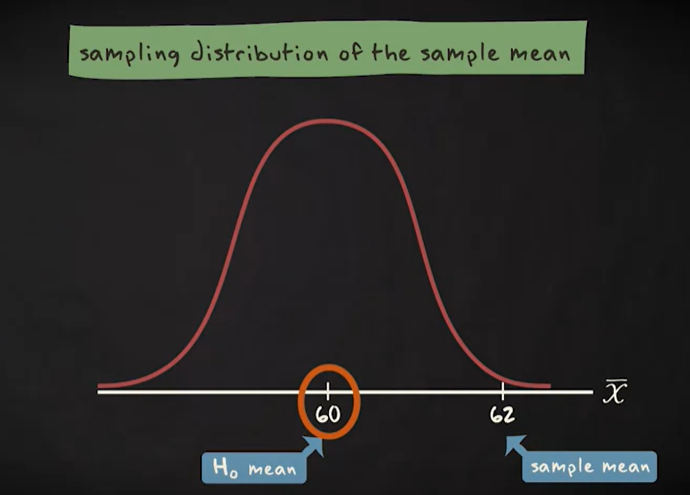 sampling distribution of the sample mean
x̅
60
62
H₀ mean
sample mean